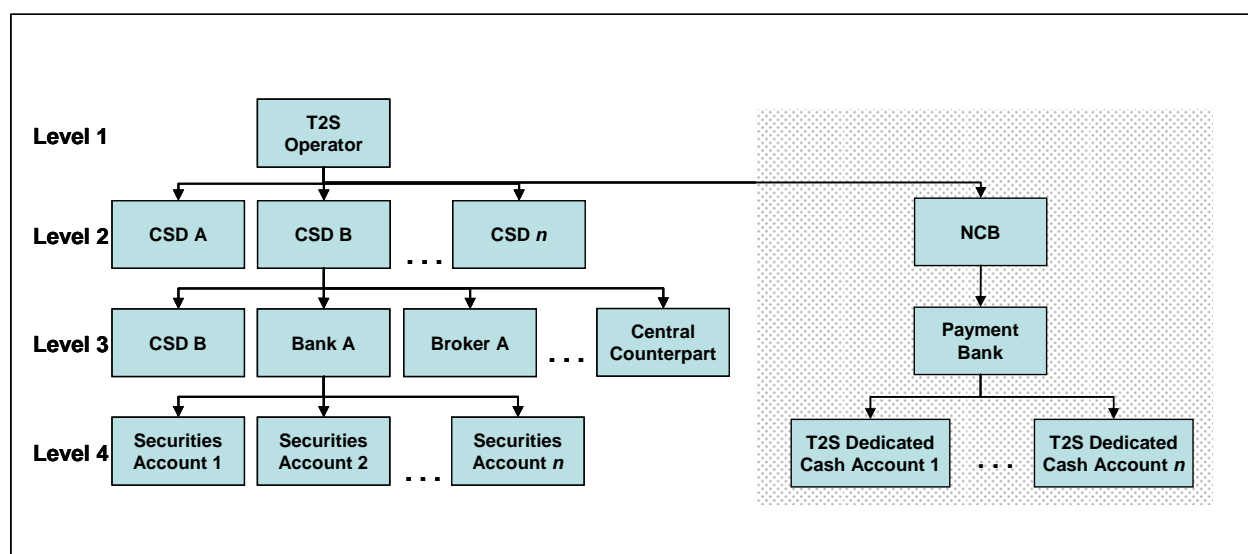 Level 1
T2S
Operator
Level 2
CSD A
CSD B
. . .
CSD n
NCB
Level 3
CSD B
Bank A
Broker A
. . .
Central
Counterpart
Payment
Bank
Level 4
Securities
Account 1
Securities
Account 2
. . .
Securities
Account n
T2S Dedicated
Cash Account 1
. . .
T2S Dedicated
Cash Account n